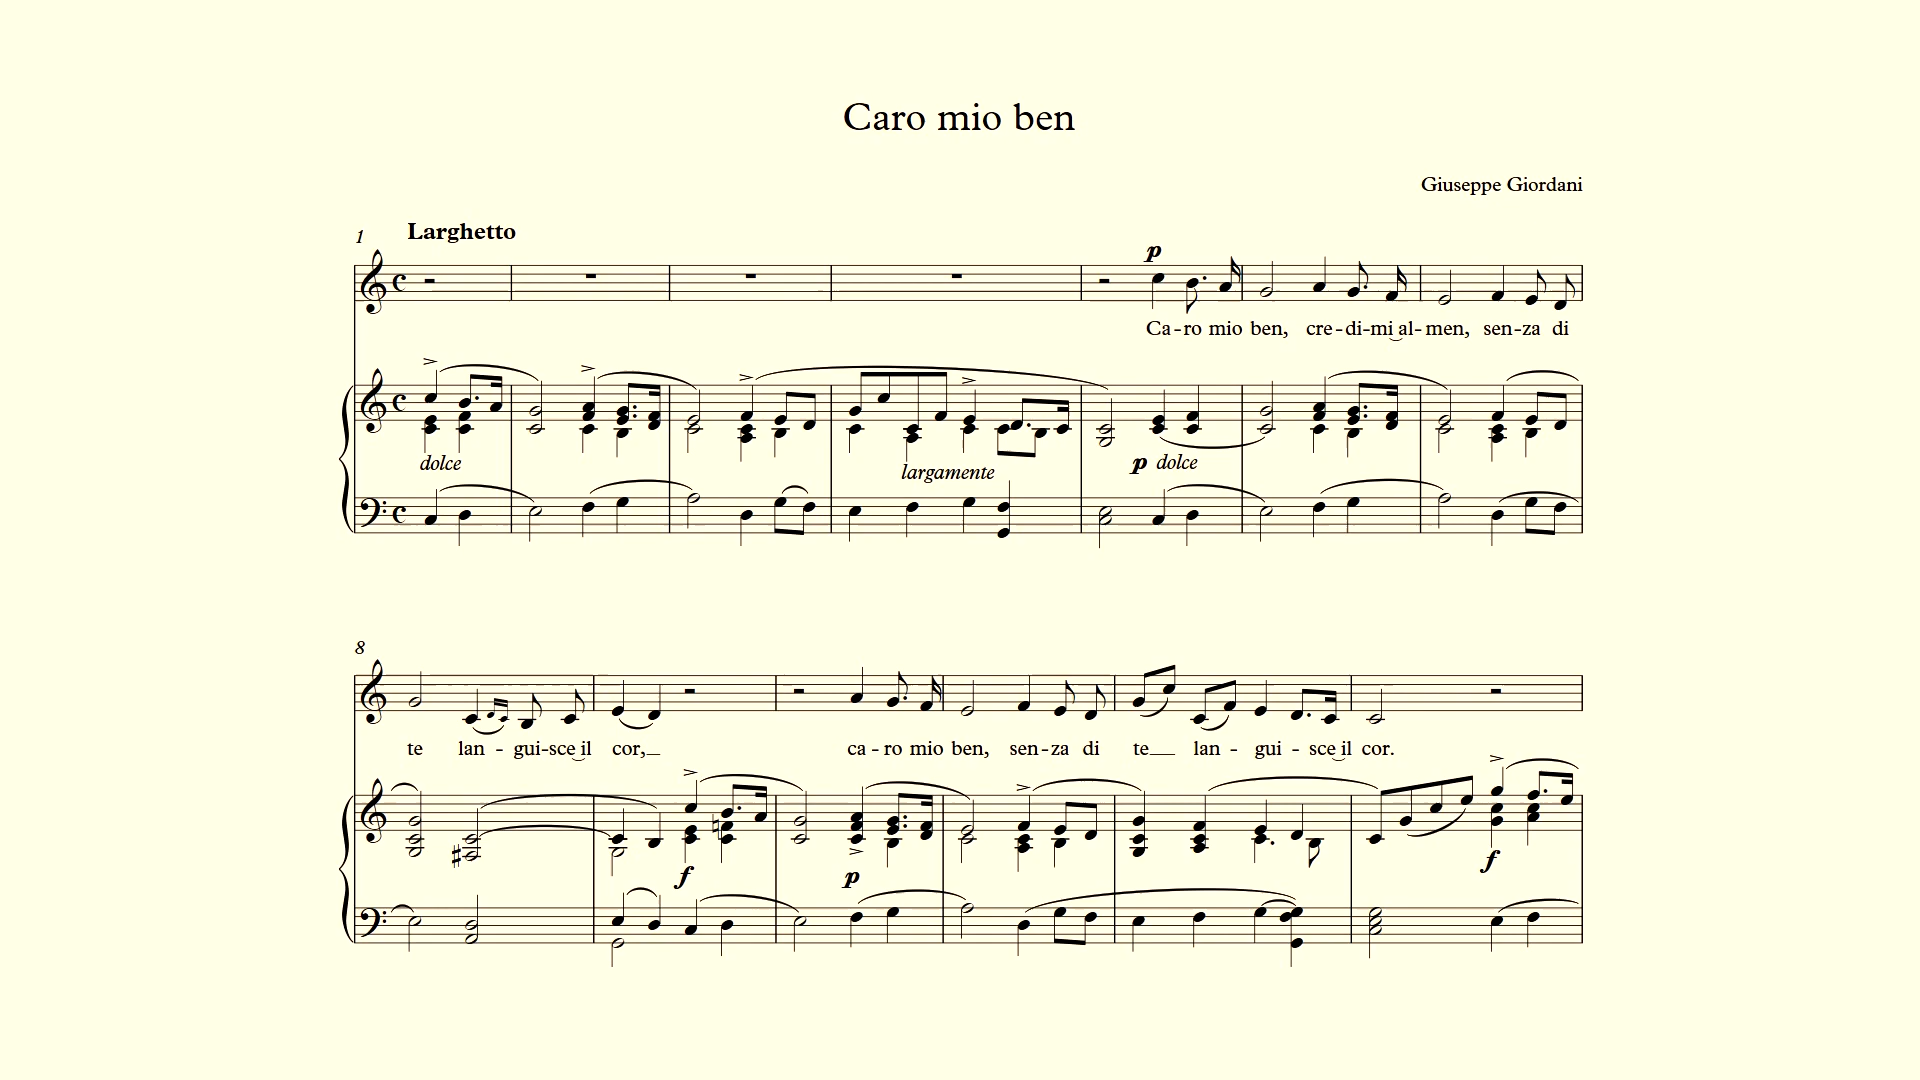 Caro mio ben
Giuseppe Giordani
1 Larghetto
p
Ca-ro mio ben, cre-di-mi al-men, sen-za di
dolce
largamente
p dolce
8
te lan-gui-sce il cor, ca-ro mio ben, sen-za di te lan-gui-sce il cor.
f
p
f